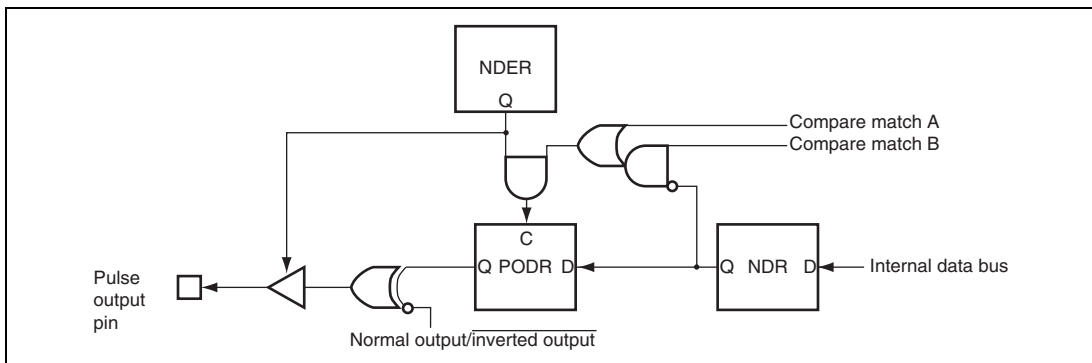 NDER
Q
Compare match A
Compare match B
C
Q PODR D
Q NDR D
Internal data bus
Pulse
output
pin
Normal output/inverted output